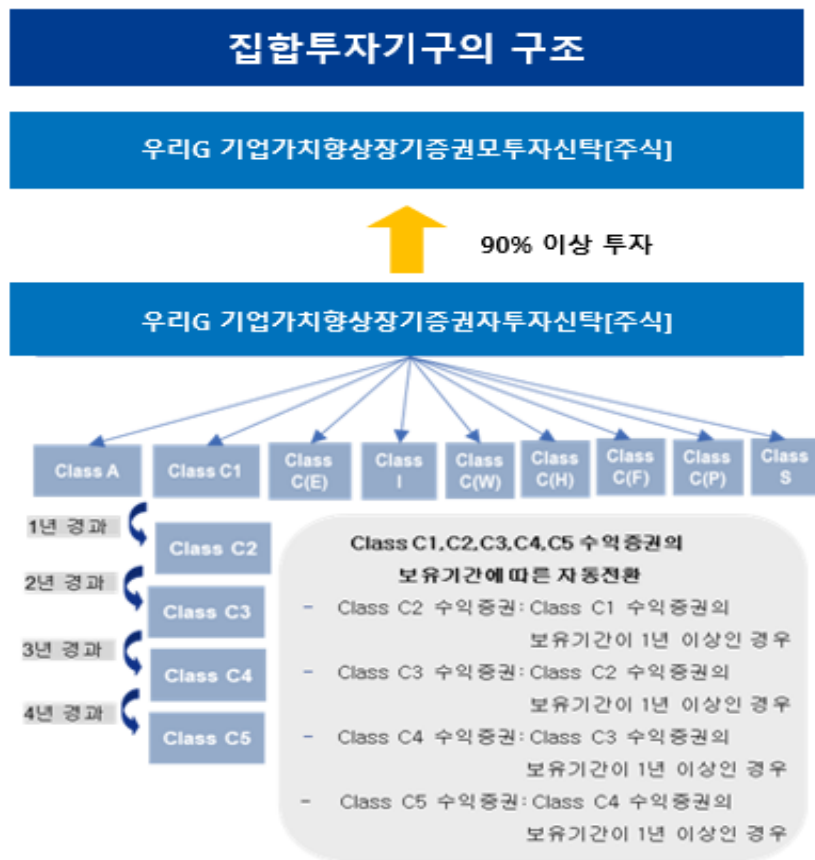 집합투자기구의 구조
우리G 기업가치향상장기증권모투자신탁[주식]
90% 이상 투자
우리G 기업가치향상장기증권자투자신탁[주식]
Class A
Class C1
Class
C(E)
Class
I
Class
C(W)
Class
C(H)
Class
C(F)
Class
C(P)
Class
S
1년 경과
Class C2
2년 경과
Class C3
3년 경과
Class C4
4년 경과
Class C5
Class C1,C2,C3,C4,C5 수익증권의
보유기간에 따른 자동전환
- Class C2 수익증권: Class C1 수익증권의
보유기간이 1년 이상인 경우
- Class C3 수익증권: Class C2 수익증권의
보유기간이 1년 이상인 경우
- Class C4 수익증권: Class C3 수익증권의
보유기간이 1년 이상인 경우
- Class C5 수익증권: Class C4 수익증권의
보유기간이 1년 이상인 경우